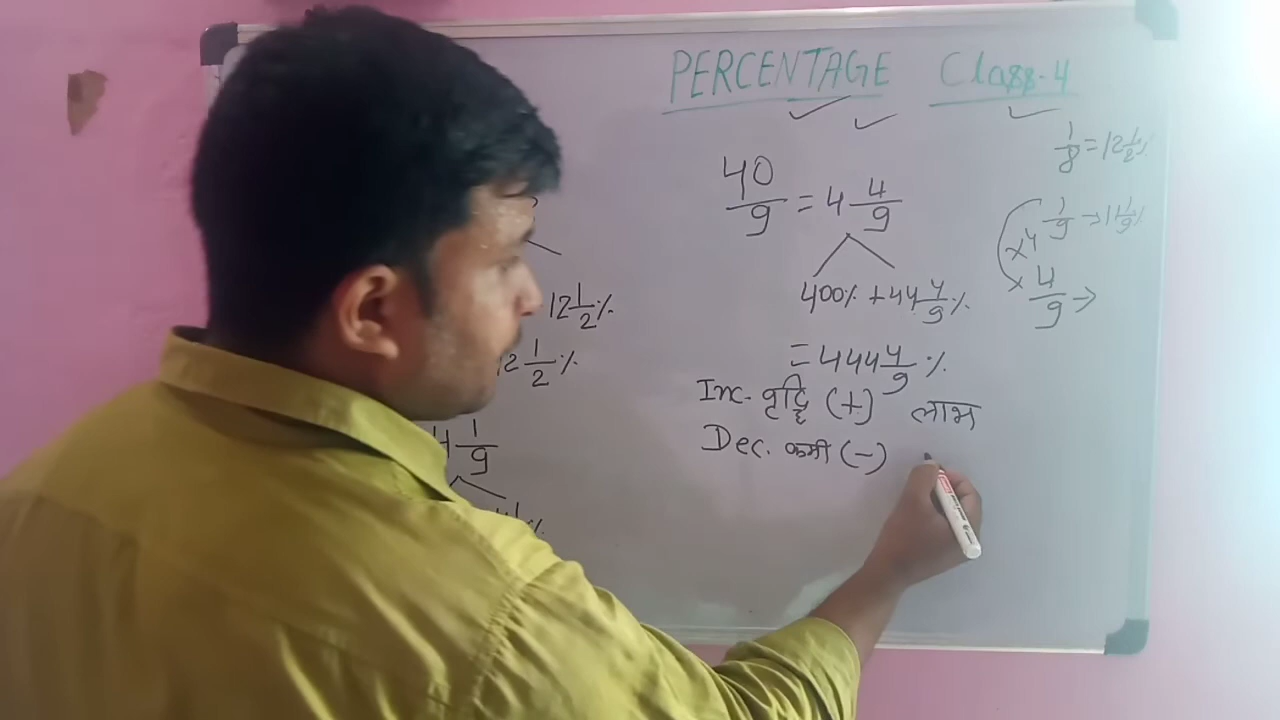 PERCENTAGE Class-4
1/8 = 12 1/2 %
40/9 = 4 4/9
1/9 → 11 1/9 %
×4
× 4/9 →
400% + 44 4/9 %
= 444 4/9 %
Inc. वृद्धि (+) लाभ
Dec. कमी (-)
12 1/2 %
12 1/2 %
1/9